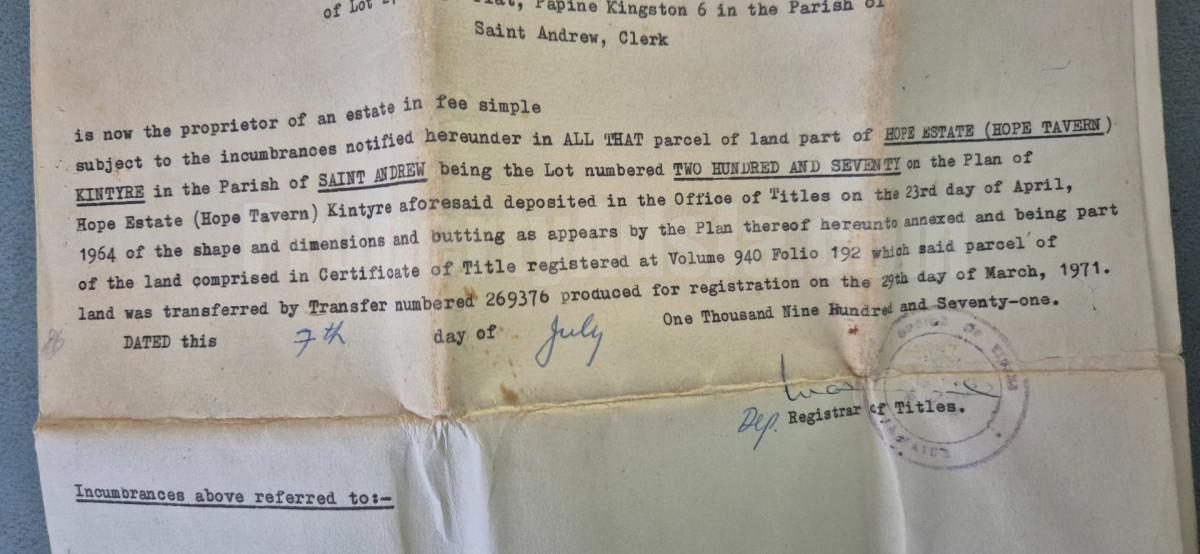 of Lot Papine Kingston 6 in the Parish of
Saint Andrew, Clerk
is now the proprietor of an estate in fee simple
subject to the incumbrances notified hereunder in ALL THAT parcel of land part of HOPE ESTATE (HOPE TAVERN)
KINTYRE in the Parish of SAINT ANDREW being the Lot numbered TWO HUNDRED AND SEVENTY on the Plan of
Hope Estate (Hope Tavern) Kintyre aforesaid deposited in the Office of Titles on the 23rd day of April,
1964 of the shape and dimensions and butting as appears by the Plan thereof hereunto annexed and being part
of the land comprised in Certificate of Title registered at Volume 940 Folio 192 which said parcel of
land was transferred by Transfer numbered 269376 produced for registration on the 29th day of March, 1971.
DATED this 7th day of July One Thousand Nine Hundred and Seventy-one.
Dep. Registrar of Titles.
Incumbrances above referred to:-